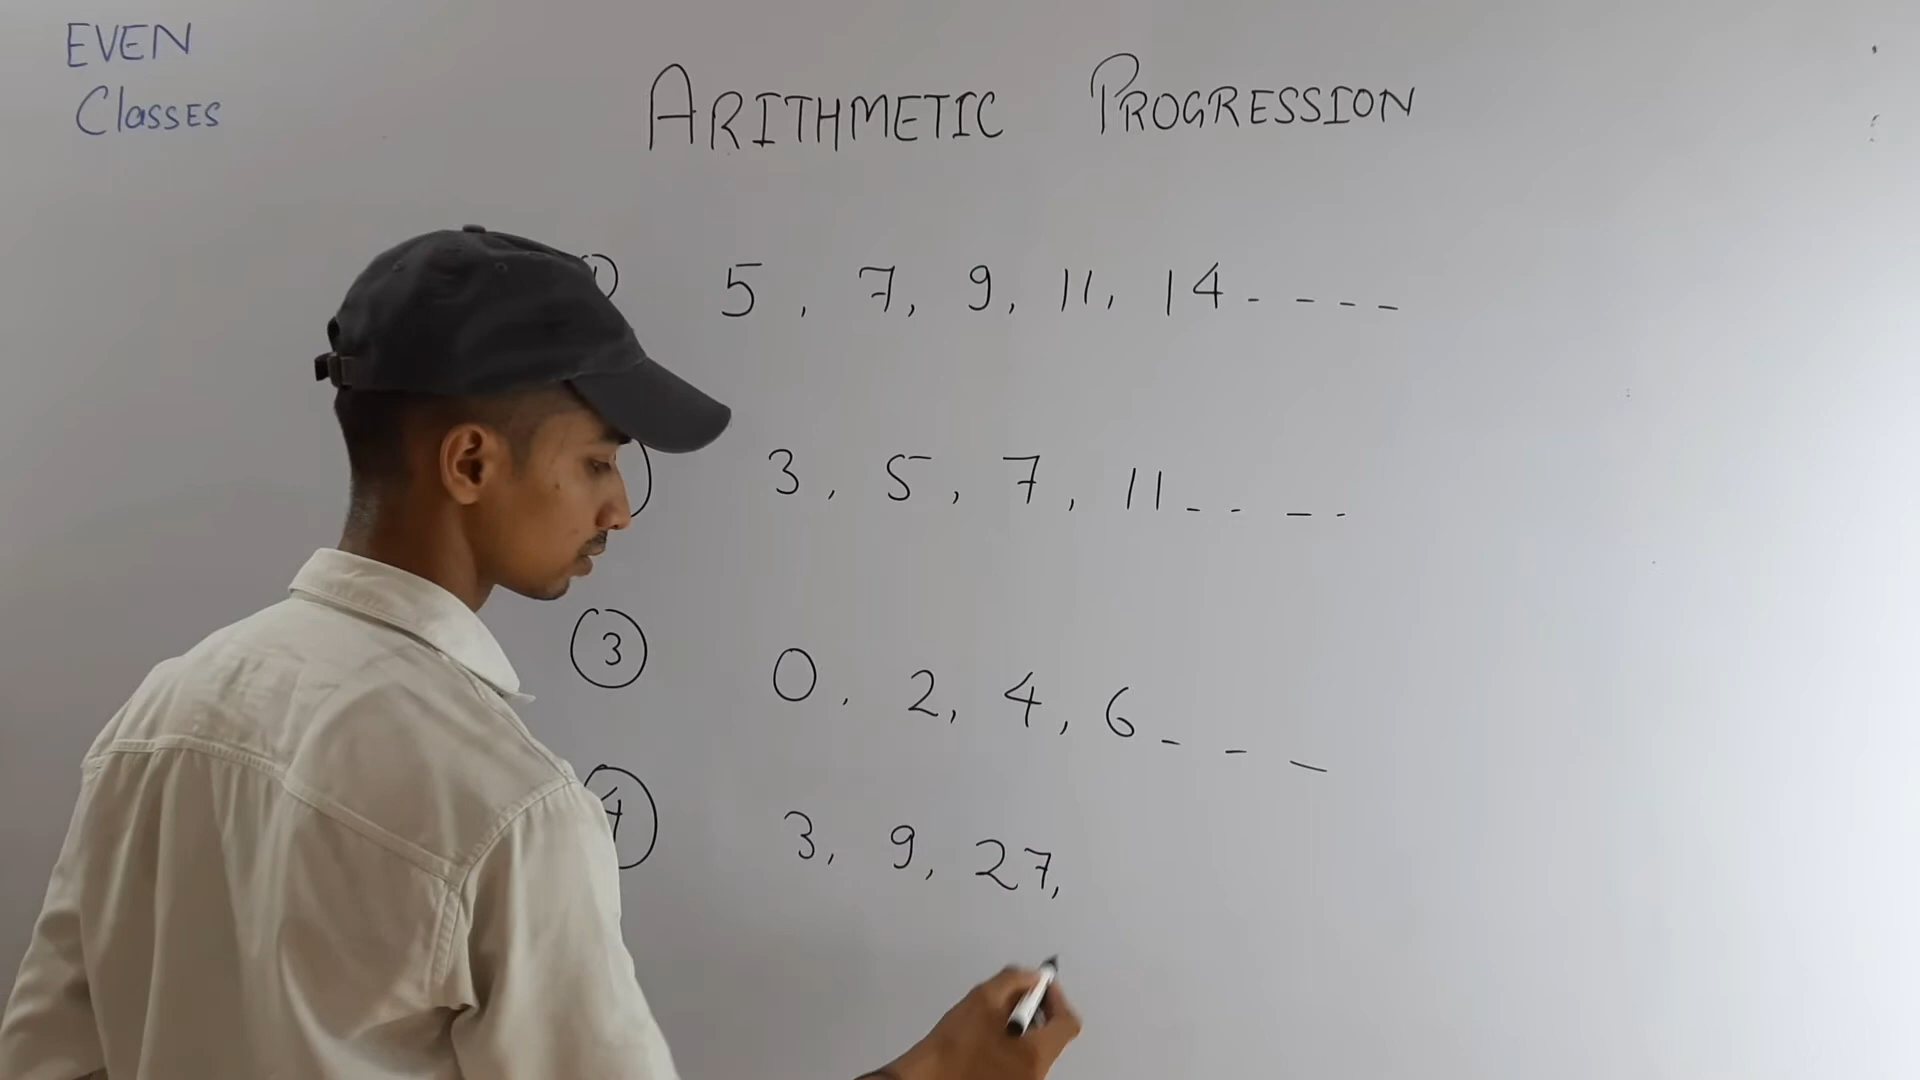 EVEN
Classes
ARITHMETIC PROGRESSION
5, 7, 9, 11, 14 - - - -
3, 5, 7, 11 - - - -
③ 0, 2, 4, 6 - - -
④ 3, 9, 27,